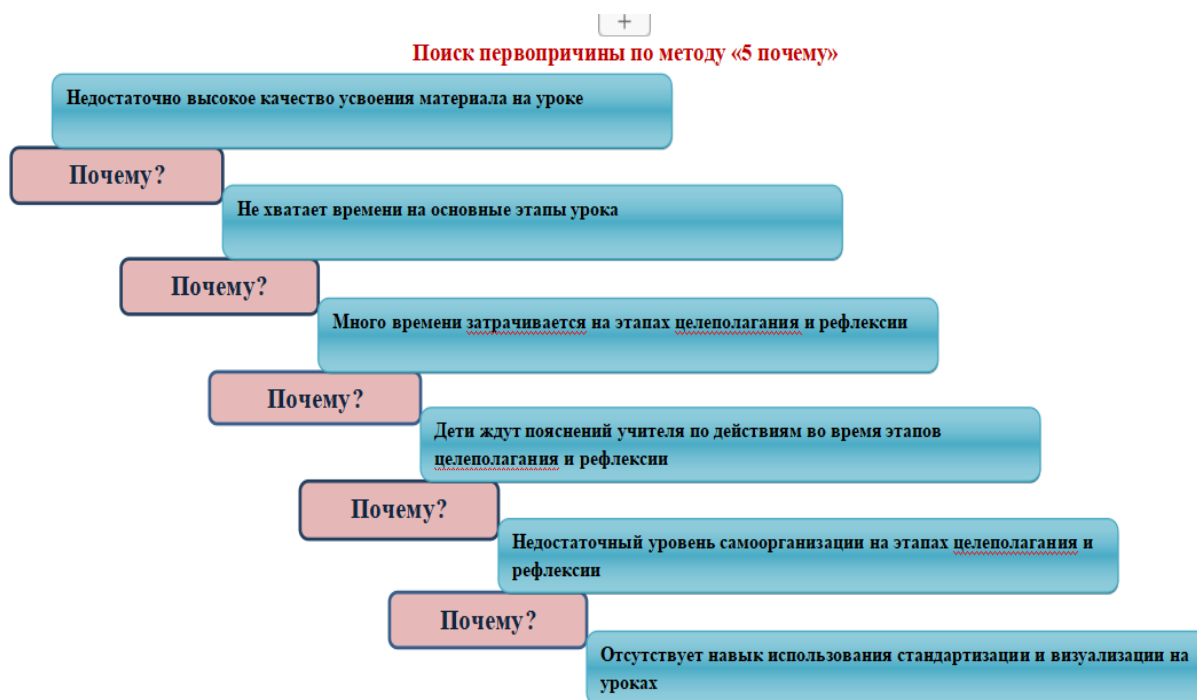 +
Поиск первопричины по методу «5 почему»
Недостаточно высокое качество усвоения материала на уроке
Почему?
Не хватает времени на основные этапы урока
Почему?
Много времени затрачивается на этапах целеполагания и рефлексии
Почему?
Дети ждут пояснений учителя по действиям во время этапов
целеполагания и рефлексии
Почему?
Недостаточный уровень самоорганизации на этапах целеполагания и
рефлексии
Почему?
Отсутствует навык использования стандартизации и визуализации на
уроках